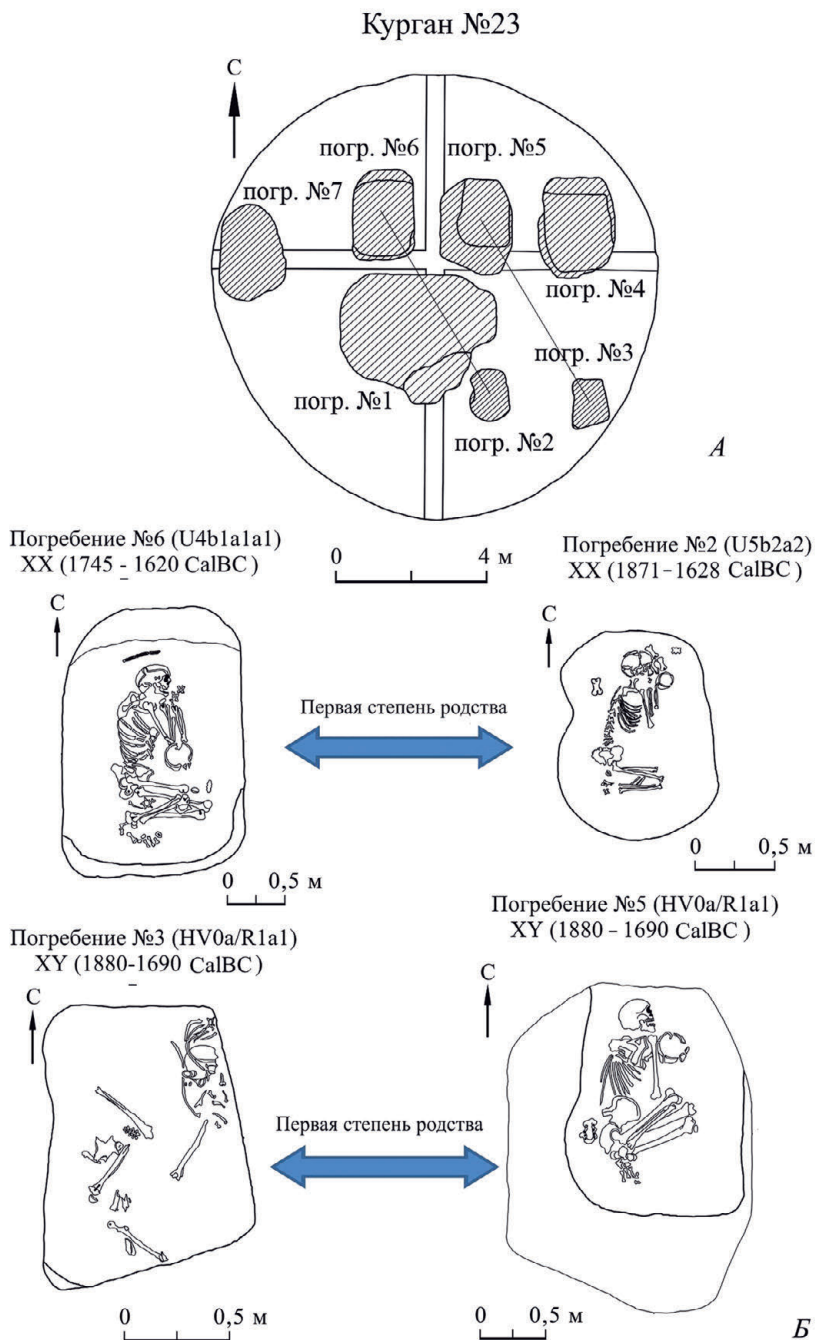 Курган №23
С
погр. №6
погр. №5
погр. №7
погр. №4
погр. №3
погр. №1
погр. №2
А
Погребение №6 (U4b1a1a1)
XX (1745 - 1620 CalBC)
0 4 м
Погребение №2 (U5b2a2)
XX (1871-1628 CalBC)
С
С
Первая степень родства
0 0,5 м
0 0,5 м
Погребение №3 (HV0a/R1a1)
XY (1880-1690 CalBC)
Погребение №5 (HV0a/R1a1)
XY (1880 - 1690 CalBC)
С
С
Первая степень родства
0 0,5 м
0 0,5 м
Б